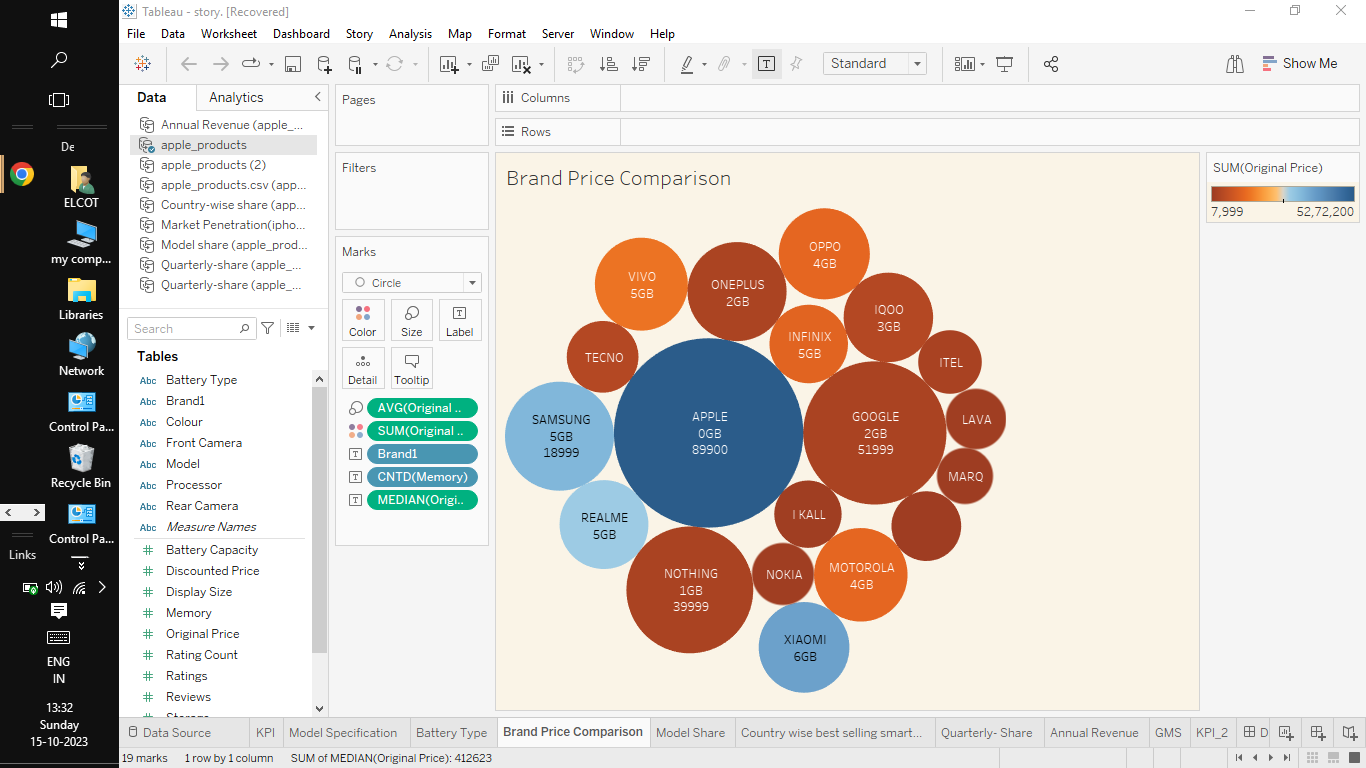 Tableau - story. [Recovered]
File Data Worksheet Dashboard Story Analysis Map Format Server Window Help
Standard
Show Me
Data Analytics
Annual Revenue (apple_...
apple_products
apple_products (2)
apple_products.csv (app...
Country-wise share (app...
Market Penetration(ipho...
Model share (apple_prod...
Quarterly-share (apple_...
Quarterly-share (apple_...
Search
Tables
Abc Battery Type
Abc Brand1
Abc Colour
Abc Front Camera
Abc Model
Abc Processor
Abc Rear Camera
Abc Measure Names
Battery Capacity
Discounted Price
Display Size
Memory
Original Price
Rating Count
Ratings
Reviews
Storage
Pages
Filters
Marks
Circle
Color Size Label
Detail Tooltip
AVG(Original ..
SUM(Original ..
Brand1
CNTD(Memory)
MEDIAN(Origi..
Columns
Rows
Brand Price Comparison
OPPO
4GB
VIVO
5GB
ONEPLUS
2GB
IQOO
3GB
INFINIX
5GB
TECNO
ITEL
SAMSUNG
5GB
18999
APPLE
0GB
89900
GOOGLE
2GB
51999
LAVA
MARQ
REALME
5GB
I KALL
NOTHING
1GB
39999
NOKIA
MOTOROLA
4GB
XIAOMI
6GB
SUM(Original Price)
7,999 52,72,200
Data Source KPI Model Specification Battery Type Brand Price Comparison Model Share Country wise best selling smart... Quarterly- Share Annual Revenue GMS KPI_2 D
19 marks 1 row by 1 column SUM of MEDIAN(Original Price): 412623
De
ELCOT
my comp...
Libraries
Network
Control Pa...
Recycle Bin
Control Pa...
Links
ENG
IN
13:32
Sunday
15-10-2023